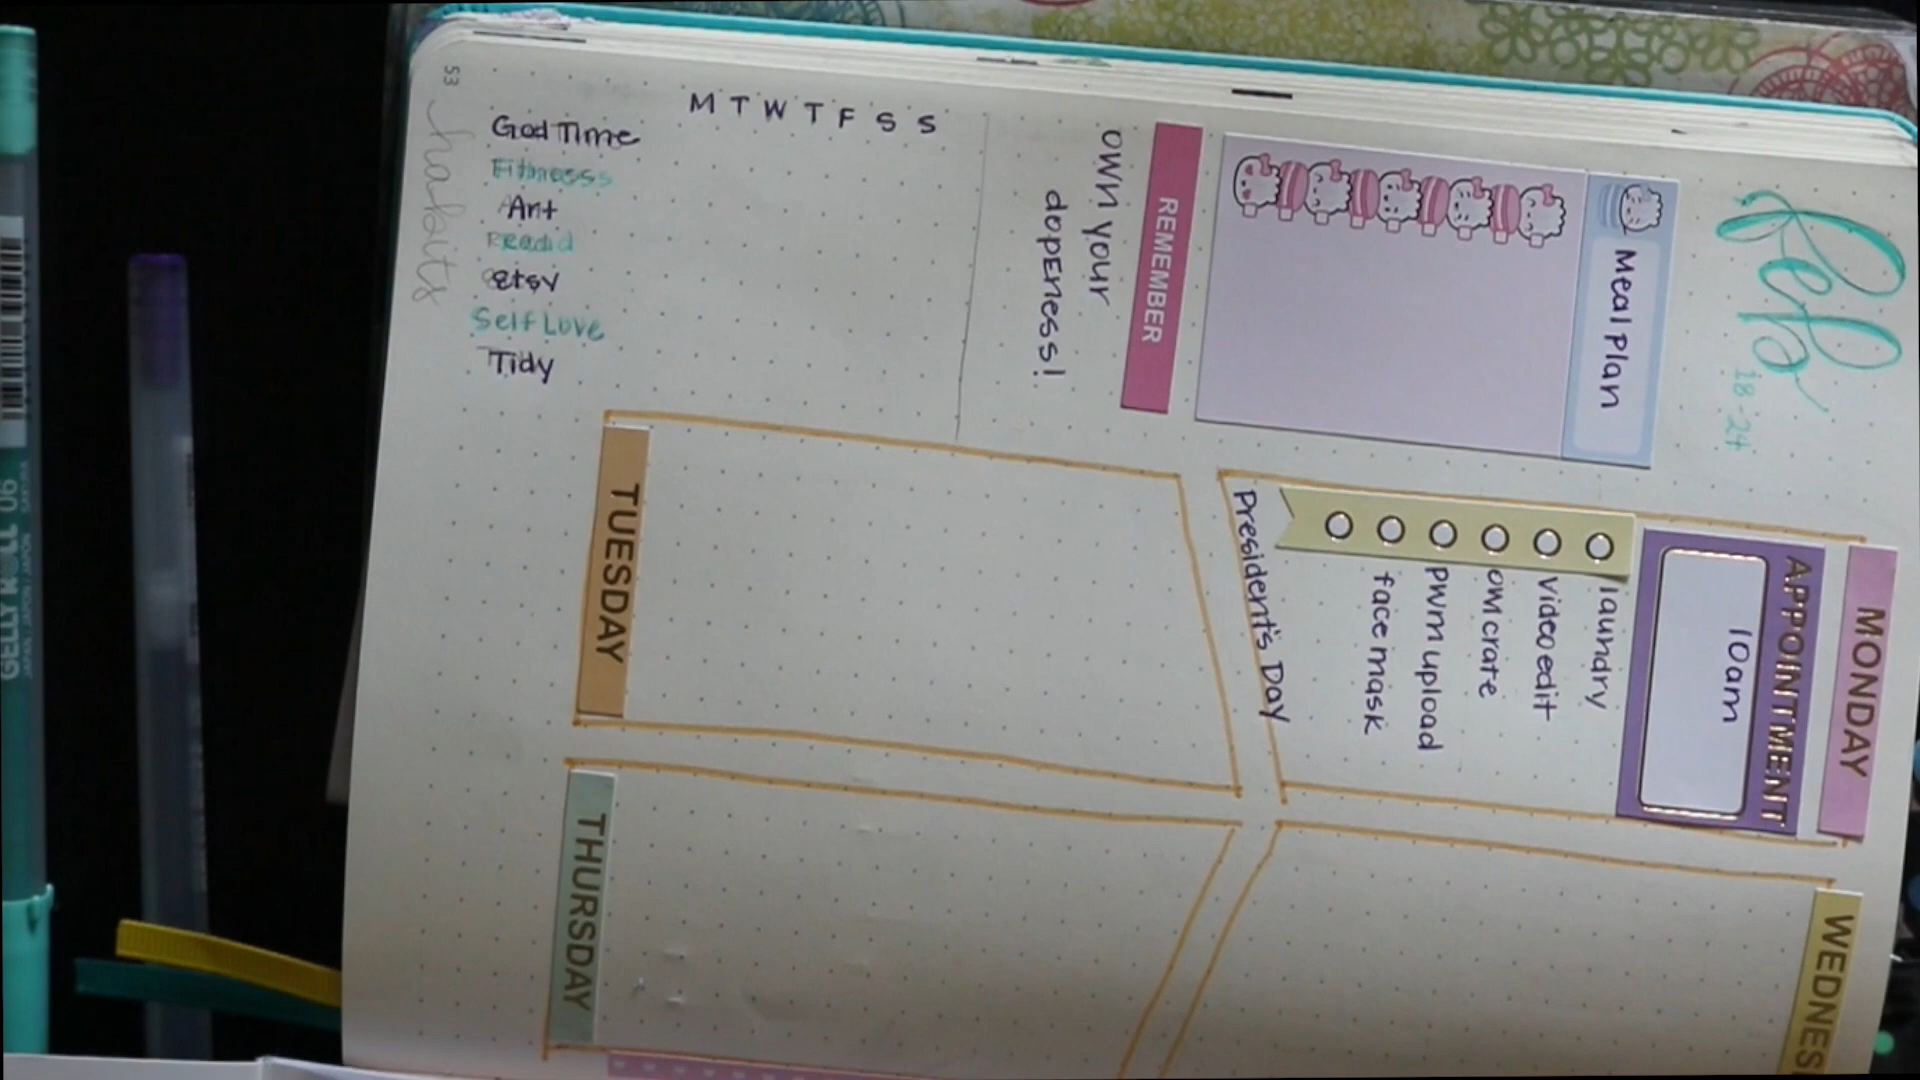 Feb
18-24
Meal Plan
REMEMBER
own your
dopeness!
MONDAY
APPOINTMENT
10am
laundry
video edit
OM crate
PWM upload
face mask
President's Day
M T W T F S S
God Time
Fitness
Art
Read
etsy
Self Love
Tidy
habits
53
TUESDAY
WEDNES
THURSDAY
GELLY ROLL 06